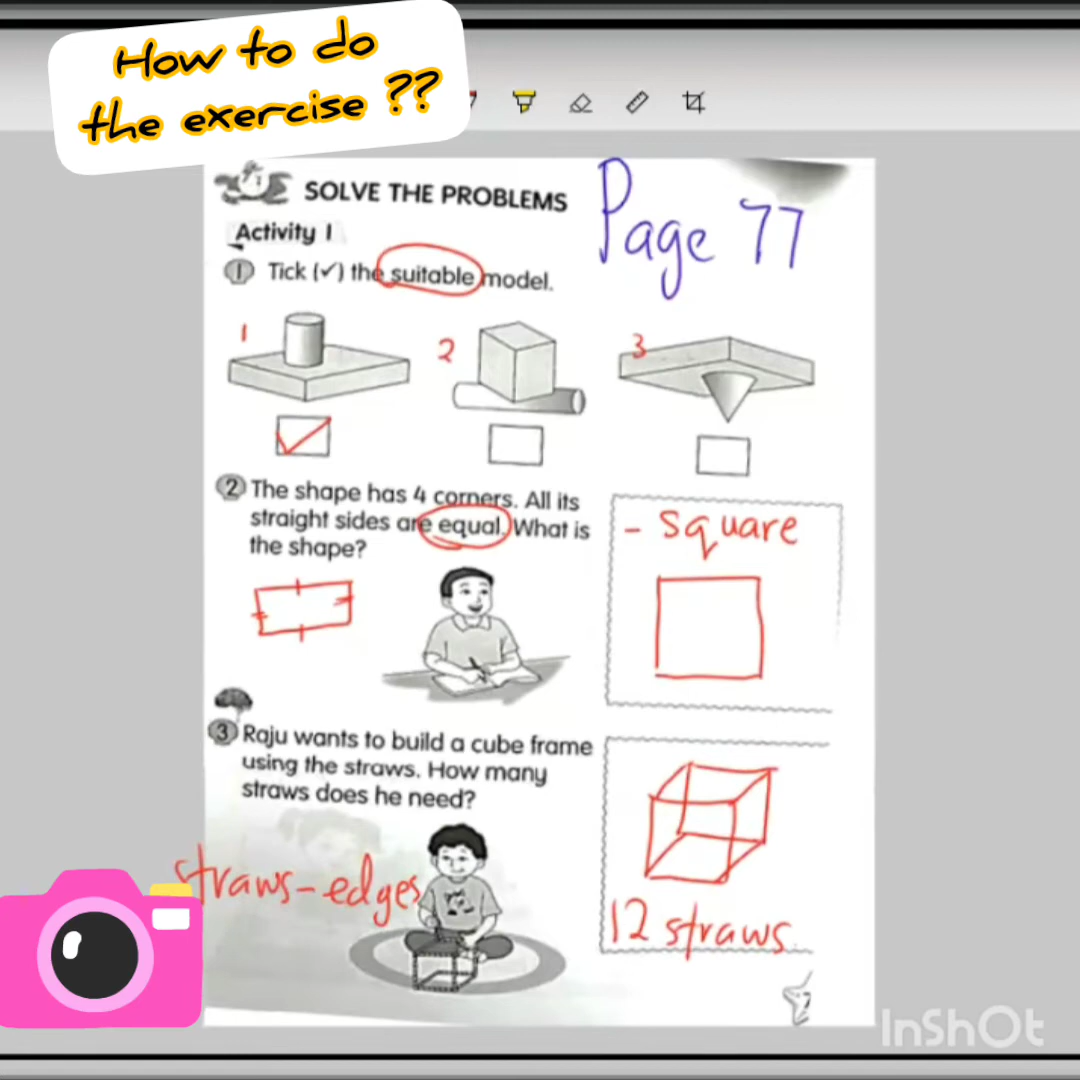 How to do
the exercise ??
SOLVE THE PROBLEMS
Page 77
Activity 1
1 Tick (✓) the suitable model.
1
2
3
2 The shape has 4 corners. All its
straight sides are equal. What is
the shape?
- square
3 Raju wants to build a cube frame
using the straws. How many
straws does he need?
straws-edges
12 straws
InShOt